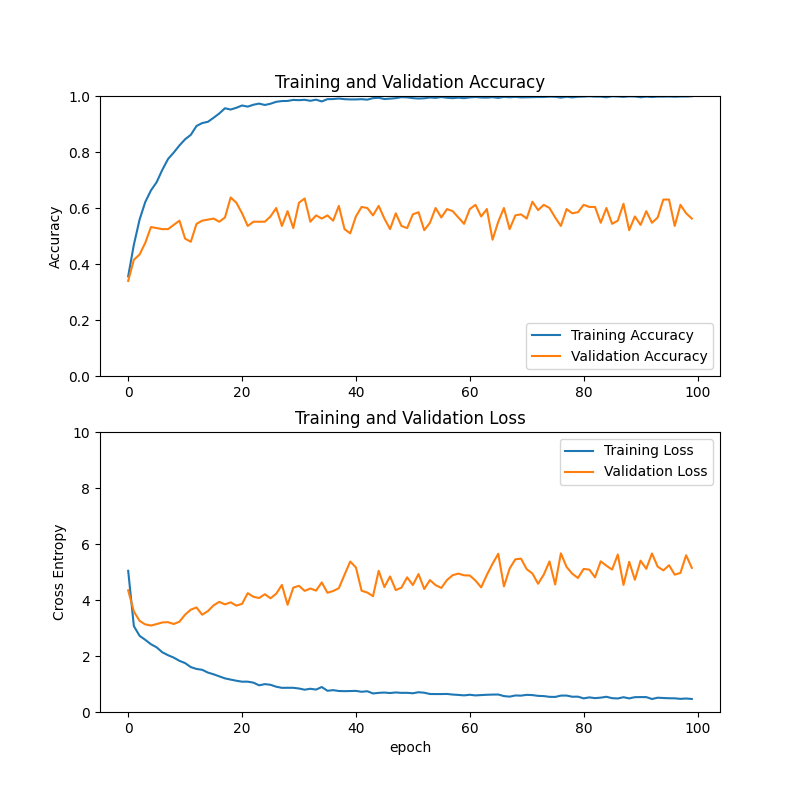 Training and Validation Accuracy
1.0
0.8
0.6
0.4
0.2
0.0
Accuracy
Training Accuracy
Validation Accuracy
0 20 40 60 80 100
Training and Validation Loss
10
8
6
4
2
0
Cross Entropy
Training Loss
Validation Loss
0 20 40 60 80 100
epoch